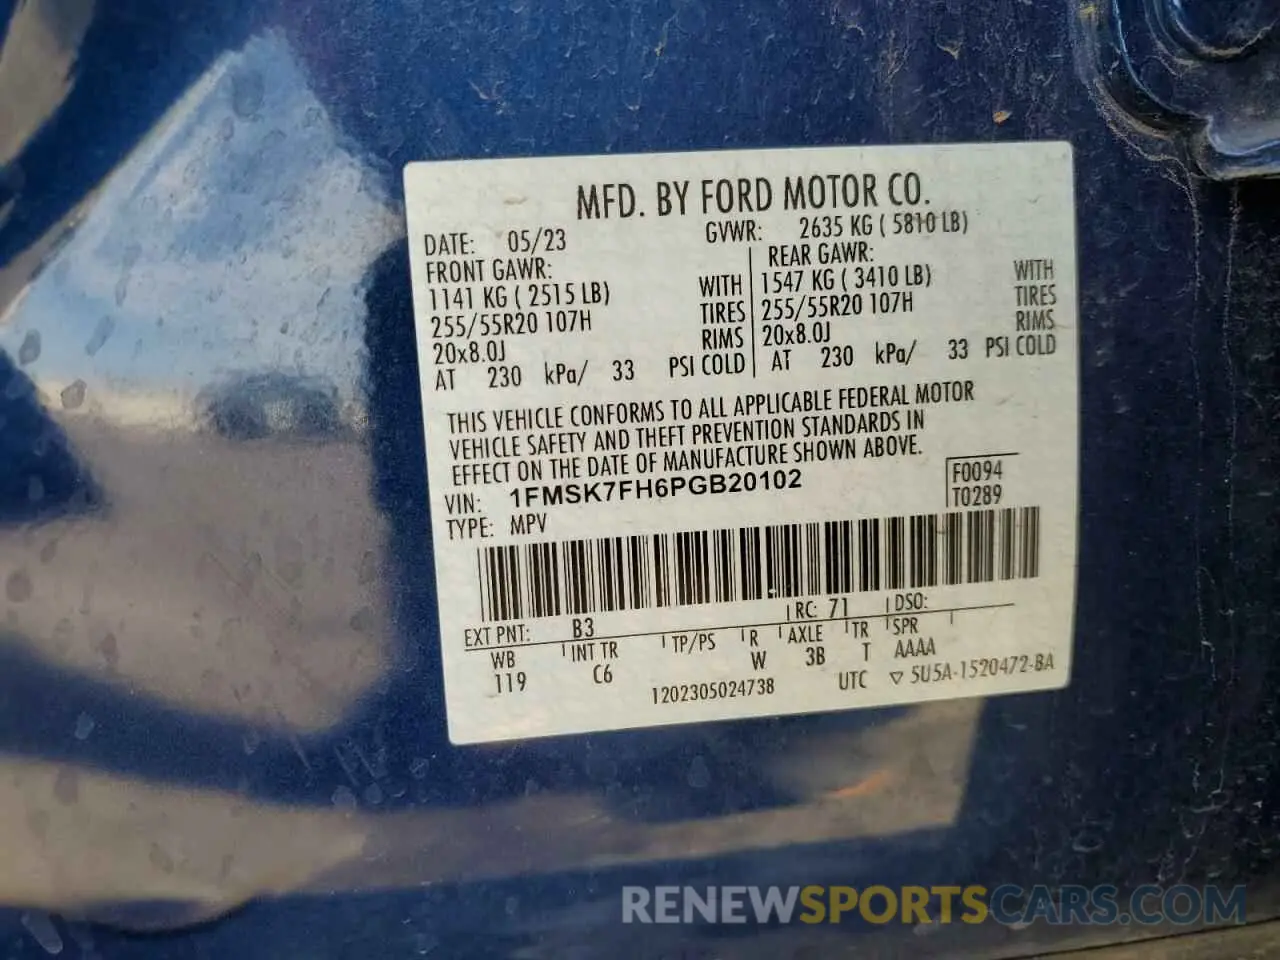 MFD. BY FORD MOTOR CO.
DATE: 05/23 GVWR: 2635 KG ( 5810 LB)
FRONT GAWR: REAR GAWR:
1141 KG ( 2515 LB) WITH 1547 KG ( 3410 LB) WITH
255/55R20 107H TIRES 255/55R20 107H TIRES
20x8.0J RIMS 20x8.0J RIMS
AT 230 kPa/ 33 PSI COLD AT 230 kPa/ 33 PSI COLD
THIS VEHICLE CONFORMS TO ALL APPLICABLE FEDERAL MOTOR
VEHICLE SAFETY AND THEFT PREVENTION STANDARDS IN
EFFECT ON THE DATE OF MANUFACTURE SHOWN ABOVE.
VIN: 1FMSK7FH6PGB20102 F0094
TYPE: MPV T0289
EXT PNT: B3 RC: 71 DSO:
WB INT TR TP/PS R AXLE TR SPR
119 C6 W 3B T AAAA
1202305024738 UTC ▽ 5U5A-1520472-BA
RENEWSPORTSCARS.COM